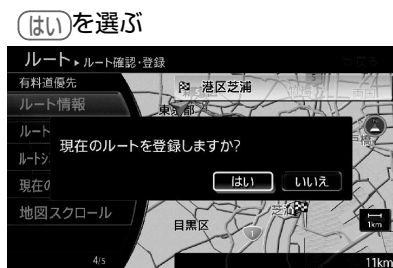 はいを選ぶ
ルート▸ルート確認・登録
有料道優先
港区芝浦
ルート情報
現在のルートを登録しますか?
はい
いいえ
地図スクロール
目黒区
1
1km
4/5
11km